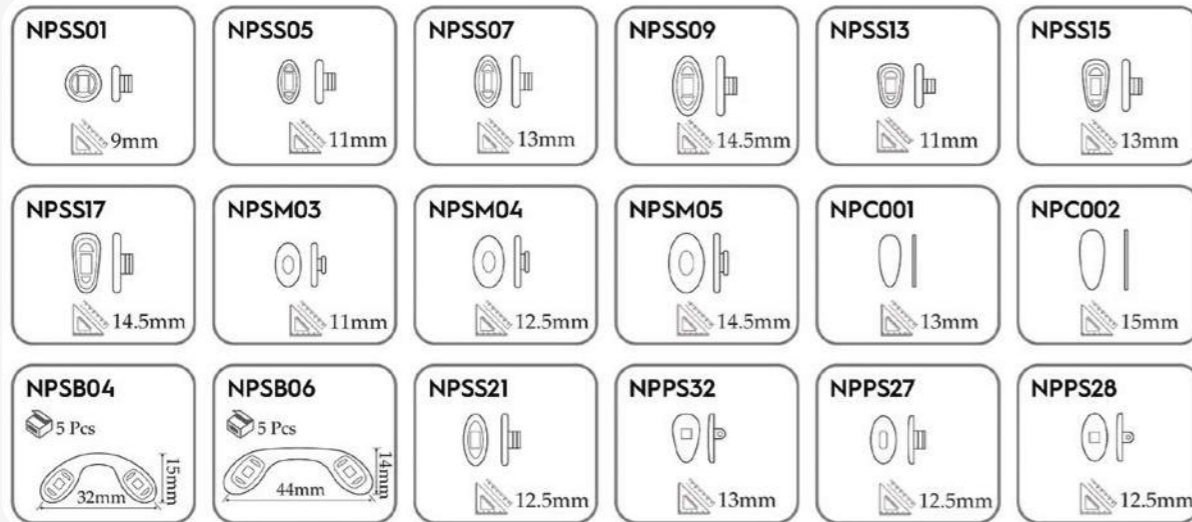 NPSS01
9mm
NPSS05
11mm
NPSS07
13mm
NPSS09
14.5mm
NPSS13
11mm
NPSS15
13mm
NPSS17
14.5mm
NPSM03
11mm
NPSM04
12.5mm
NPSM05
14.5mm
NPC001
13mm
NPC002
15mm
NPSB04
5 Pcs
15mm
32mm
NPSB06
5 Pcs
14mm
44mm
NPSS21
12.5mm
NPPS32
13mm
NPPS27
12.5mm
NPPS28
12.5mm